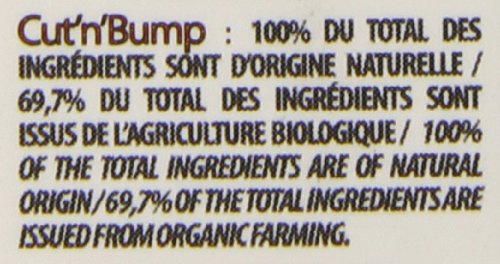 Cut'n'Bump : 100% DU TOTAL DES
INGRÉDIENTS SONT D'ORIGINE NATURELLE /
69,7% DU TOTAL DES INGRÉDIENTS SONT
ISSUS DE L'AGRICULTURE BIOLOGIQUE / 100%
OF THE TOTAL INGREDIENTS ARE OF NATURAL
ORIGIN / 69,7% OF THE TOTAL INGREDIENTS ARE
ISSUED FROM ORGANIC FARMING.